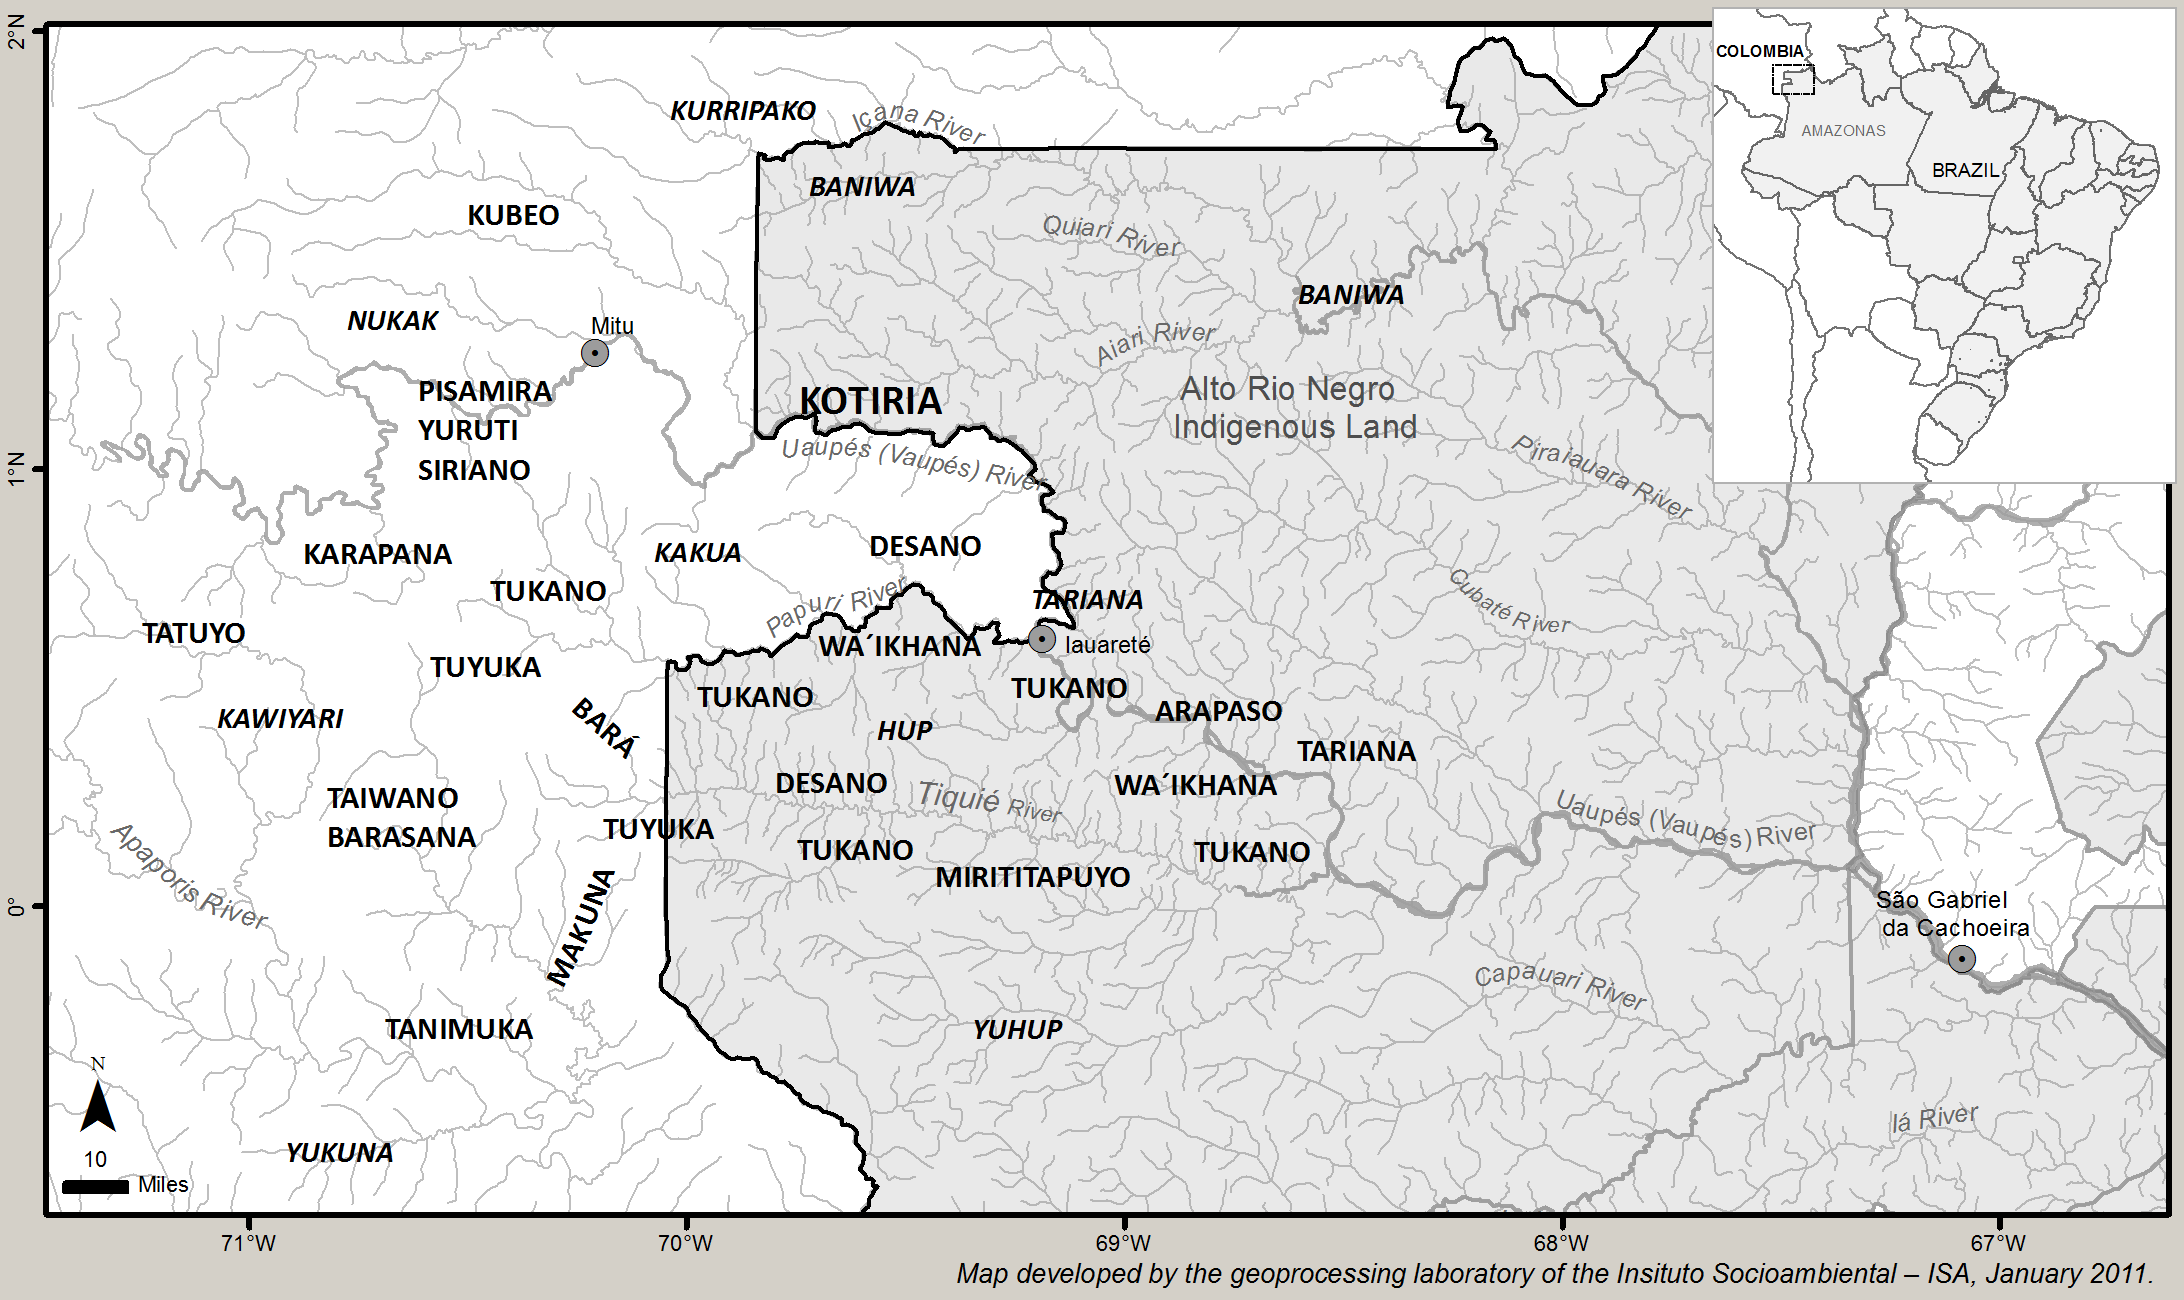 2°N
COLOMBIA
AMAZONAS
BRAZIL
KURRIPAKO
Içana River
BANIWA
KUBEO
Quiari River
BANIWA
NUKAK
Mitu
Aiari River
PISAMIRA
YURUTI
SIRIANO
KOTIRIA
Alto Rio Negro
Indigenous Land
1°N
Uaupés (Vaupés) River
Piraiauara River
KARAPANA
KAKUA
DESANO
TUKANO
Papuri River
TARIANA
Cubaté River
TATUYO
WA´IKHANA
Iauareté
TUYUKA
TUKANO
TUKANO
KAWIYARI
BARÁ
HUP
ARAPASO
TARIANA
TAIWANO
BARASANA
DESANO
Tiquié River
WA´IKHANA
TUYUKA
Uaupés (Vaupés) River
Apaporis River
TUKANO
TUKANO
MIRITITAPUYO
0°
MAKUNA
São Gabriel
da Cachoeira
Capauari River
TANIMUKA
YUHUP
N
Iá River
YUKUNA
10
Miles
71°W
70°W
69°W
68°W
67°W
Map developed by the geoprocessing laboratory of the Insituto Socioambiental – ISA, January 2011.